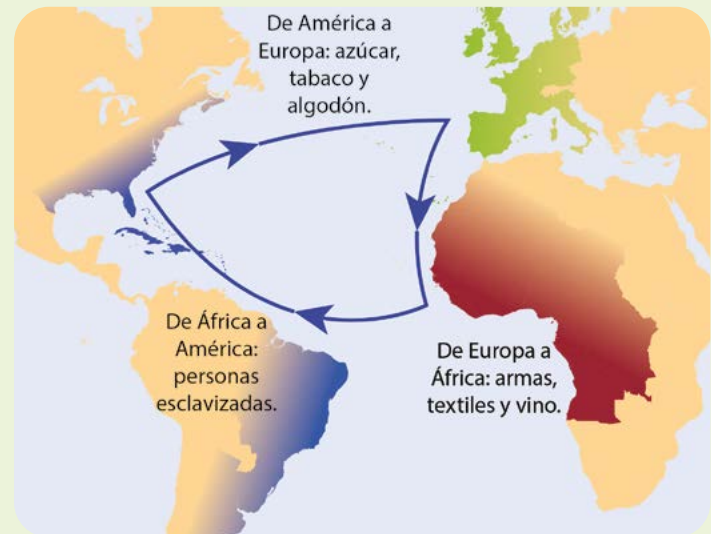 De América a
Europa: azúcar,
tabaco y
algodón.
De África a
América:
personas
esclavizadas.
De Europa a
África: armas,
textiles y vino.